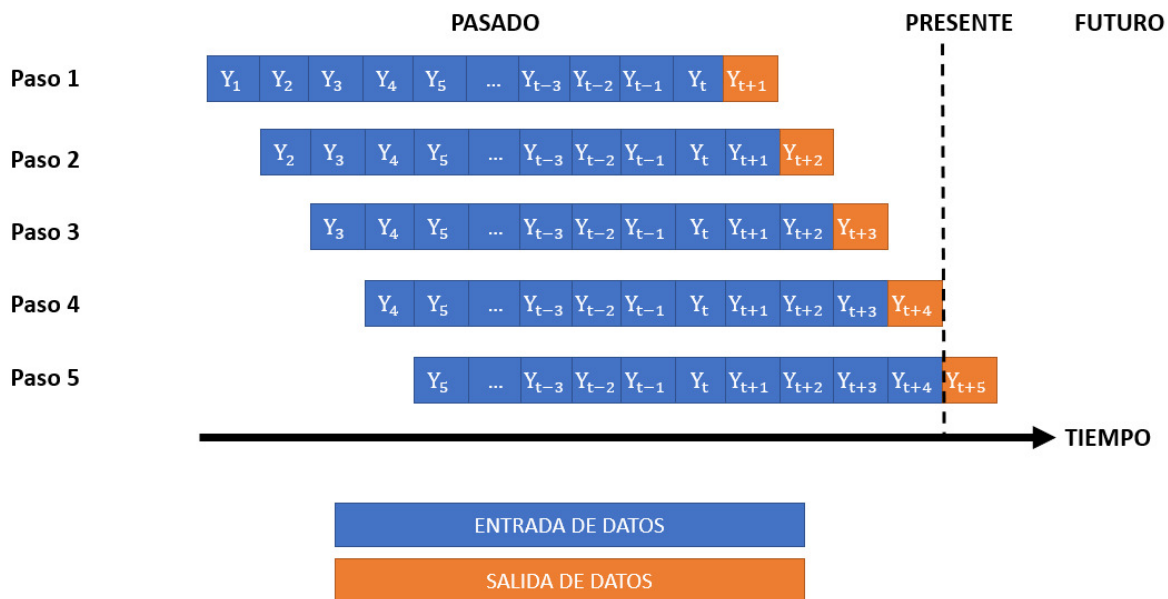 PASADO PRESENTE FUTURO
Paso 1 Y₁ Y₂ Y₃ Y₄ Y₅ ... Yₜ₋₃ Yₜ₋₂ Yₜ₋₁ Yₜ Yₜ₊₁
Paso 2 Y₂ Y₃ Y₄ Y₅ ... Yₜ₋₃ Yₜ₋₂ Yₜ₋₁ Yₜ Yₜ₊₁ Yₜ₊₂
Paso 3 Y₃ Y₄ Y₅ ... Yₜ₋₃ Yₜ₋₂ Yₜ₋₁ Yₜ Yₜ₊₁ Yₜ₊₂ Yₜ₊₃
Paso 4 Y₄ Y₅ ... Yₜ₋₃ Yₜ₋₂ Yₜ₋₁ Yₜ Yₜ₊₁ Yₜ₊₂ Yₜ₊₃ Yₜ₊₄
Paso 5 Y₅ ... Yₜ₋₃ Yₜ₋₂ Yₜ₋₁ Yₜ Yₜ₊₁ Yₜ₊₂ Yₜ₊₃ Yₜ₊₄ Yₜ₊₅
TIEMPO
ENTRADA DE DATOS
SALIDA DE DATOS